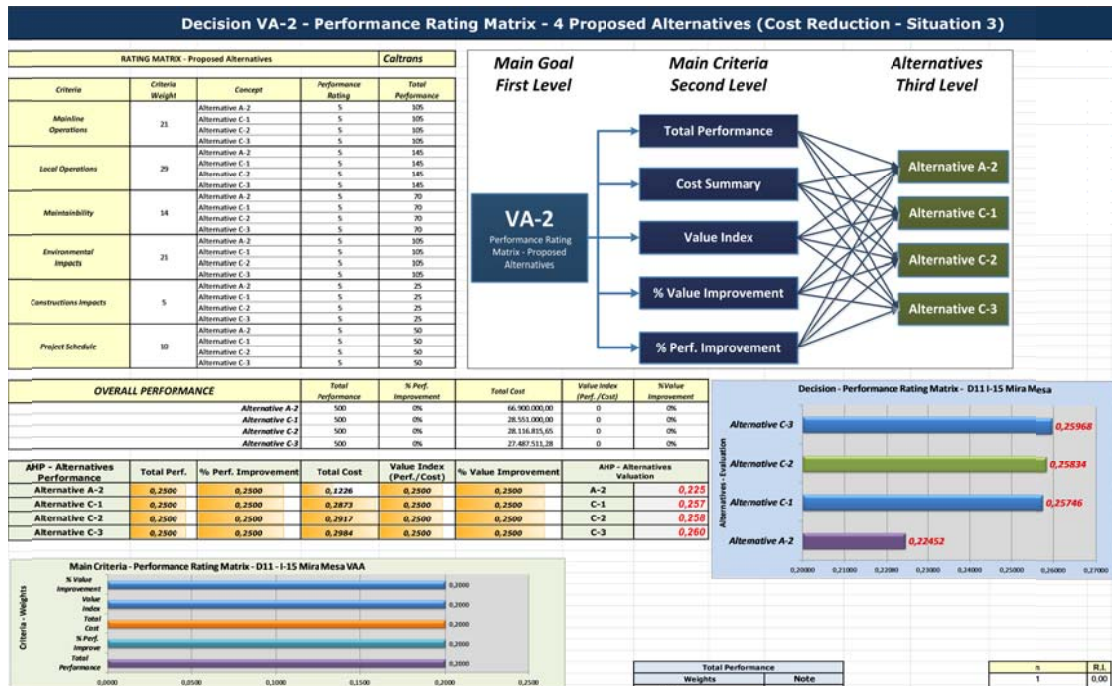 Decision VA-2 - Performance Rating Matrix - 4 Proposed Alternatives (Cost Reduction - Situation 3)
RATING MATRIX - Proposed Alternatives Caltrans
Criteria Criteria Weight Concept Performance Rating Total Performance
Mainline Operations 21 Alternative A-2 5 105
Alternative C-1 5 105
Alternative C-2 5 105
Alternative C-3 5 105
Local Operations 29 Alternative A-2 5 145
Alternative C-1 5 145
Alternative C-2 5 145
Alternative C-3 5 145
Maintainbility 14 Alternative A-2 5 70
Alternative C-1 5 70
Alternative C-2 5 70
Alternative C-3 5 70
Environmental Impacts 21 Alternative A-2 5 105
Alternative C-1 5 105
Alternative C-2 5 105
Alternative C-3 5 105
Constructions Impacts 5 Alternative A-2 5 25
Alternative C-1 5 25
Alternative C-2 5 25
Alternative C-3 5 25
Project Schedule 10 Alternative A-2 5 50
Alternative C-1 5 50
Alternative C-2 5 50
Alternative C-3 5 50
Main Goal
First Level
Main Criteria
Second Level
Alternatives
Third Level
VA-2
Performance Rating
Matrix - Proposed
Alternatives
Total Performance
Cost Summary
Value Index
% Value Improvement
% Perf. Improvement
Alternative A-2
Alternative C-1
Alternative C-2
Alternative C-3
OVERALL PERFORMANCE Total Performance % Perf. Improvement Total Cost Value Index (Perf./Cost) %Value Improvement
Alternative A-2 500 0% 66.900.000,00 0 0%
Alternative C-1 500 0% 28.551.000,00 0 0%
Alternative C-2 500 0% 28.116.815,65 0 0%
Alternative C-3 500 0% 27.487.511,28 0 0%
AHP - Alternatives Performance Total Perf. % Perf. Improvement Total Cost Value Index (Perf./Cost) % Value Improvement AHP - Alternatives Valuation
Alternative A-2 0,2500 0,2500 0,1226 0,2500 0,2500 A-2 0,225
Alternative C-1 0,2500 0,2500 0,2873 0,2500 0,2500 C-1 0,257
Alternative C-2 0,2500 0,2500 0,2917 0,2500 0,2500 C-2 0,258
Alternative C-3 0,2500 0,2500 0,2984 0,2500 0,2500 C-3 0,260
Decision - Performance Rating Matrix - D11 I-15 Mira Mesa
Alternatives - Evaluation
Alternative C-3 0,25968
Alternative C-2 0,25834
Alternative C-1 0,25746
Alternative A-2 0,22452
0,20000 0,21000 0,22000 0,23000 0,24000 0,25000 0,26000 0,27000
Main Criteria - Performance Rating Matrix - D11 - I-15 Mira Mesa VAA
Criteria - Weights
% Value Improvement 0,2000
Value Index 0,2000
Total Cost 0,2000
% Perf. Improve 0,2000
Total Performance 0,2000
0,0000 0,0500 0,1000 0,1500 0,2000 0,2500
Total Performance
Weights Note
n R.I.
1 0,00